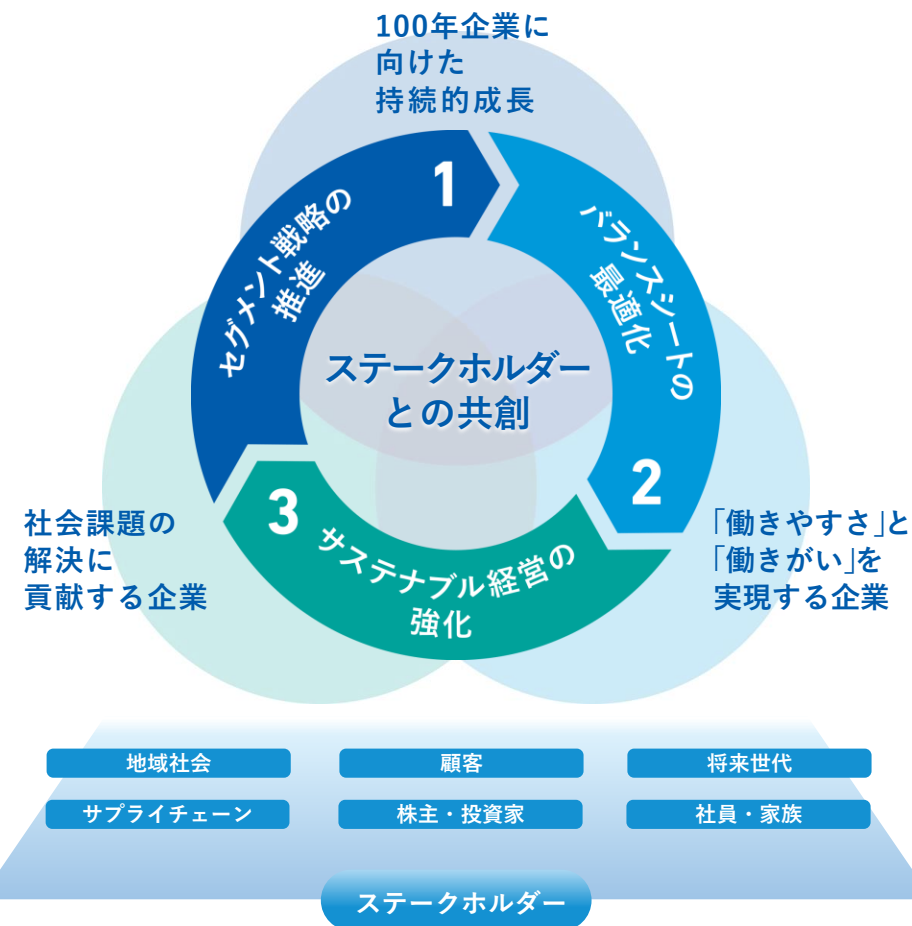 100年企業に
向けた
持続的成長
1
セグメント戦略の
推進
バランスシートの
最適化
2
ステークホルダー
との共創
3
サステナブル経営の
強化
社会課題の
解決に
貢献する企業
「働きやすさ」と
「働きがい」を
実現する企業
地域社会
顧客
将来世代
サプライチェーン
株主・投資家
社員・家族
ステークホルダー